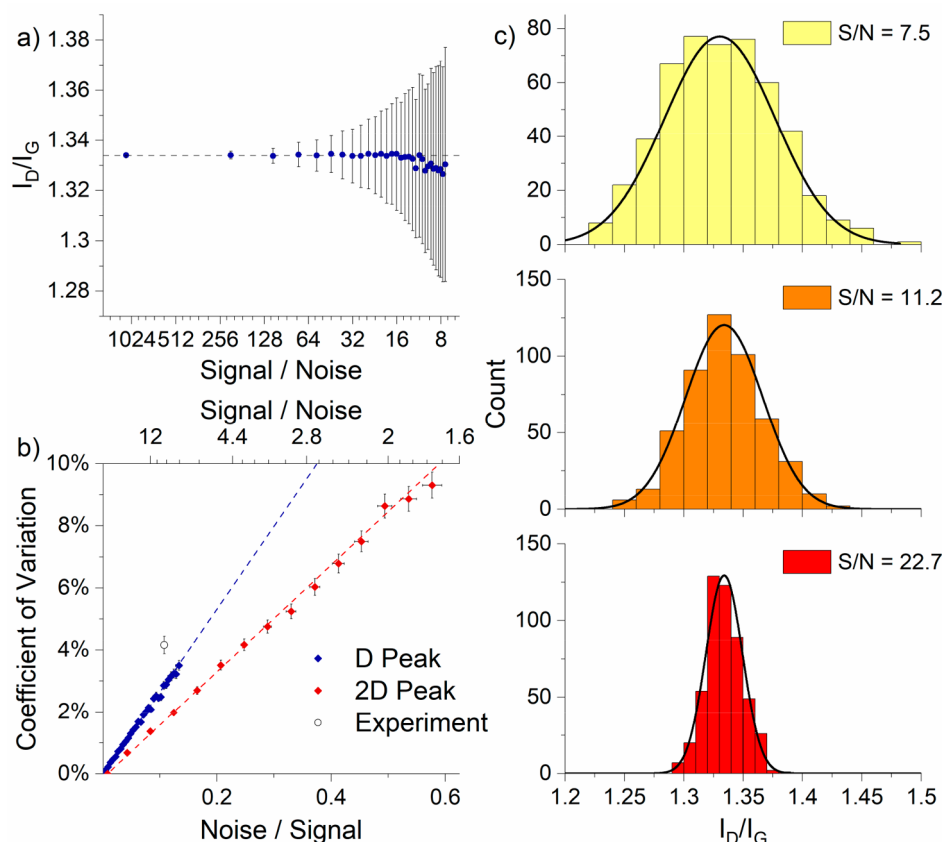 a)
1.38
1.36
1.34
1.32
1.3
1.28
I_D/I_G
1024 512 256 128 64 32 16 8
Signal / Noise
b)
Signal / Noise
12 4.4 2.8 2 1.6
10%
8%
6%
4%
2%
0%
Coefficient of Variation
D Peak
2D Peak
Experiment
0.2 0.4 0.6
Noise / Signal
c)
80
60
40
20
0
S/N = 7.5
150
100
50
0
S/N = 11.2
Count
150
100
50
0
S/N = 22.7
1.2 1.25 1.3 1.35 1.4 1.45 1.5
I_D/I_G